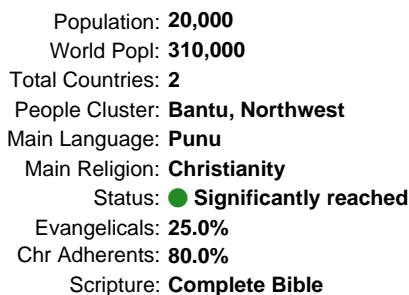 Population: 20,000
World Popl: 310,000
Total Countries: 2
People Cluster: Bantu, Northwest
Main Language: Punu
Main Religion: Christianity
Status: Significantly reached
Evangelicals: 25.0%
Chr Adherents: 80.0%
Scripture: Complete Bible